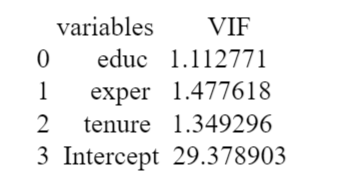 variables VIF
0 educ 1.112771
1 exper 1.477618
2 tenure 1.349296
3 Intercept 29.378903